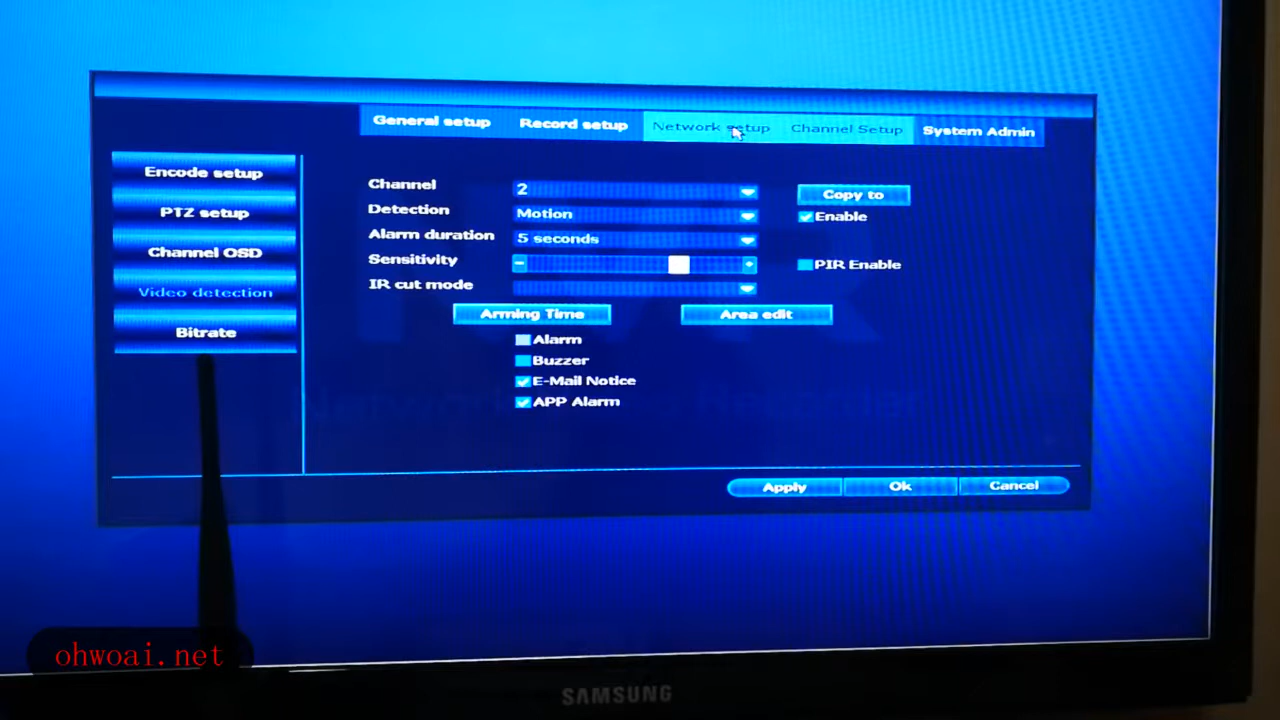 General setup
Record setup
Network setup
Channel Setup
System Admin
Encode setup
PTZ setup
Channel OSD
Video detection
Bitrate
Channel
2
Copy to
Detection
Motion
Enable
Alarm duration
5 seconds
Sensitivity
-
+
PIR Enable
IR cut mode
Arming Time
Area edit
Alarm
Buzzer
E-Mail Notice
APP Alarm
Apply
Ok
Cancel
ohwoai.net
SAMSUNG